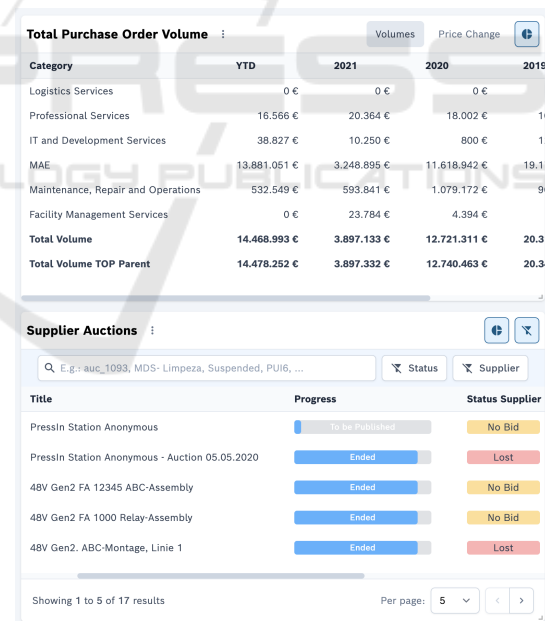 Total Purchase Order Volume
Volumes Price Change
Category YTD 2021 2020 2019
Logistics Services 0 € 0 € 0 €
Professional Services 16.566 € 20.364 € 18.002 €
IT and Development Services 38.827 € 10.250 € 800 €
MAE 13.881.051 € 3.248.895 € 11.618.942 € 19.1
Maintenance, Repair and Operations 532.549 € 593.841 € 1.079.172 €
Facility Management Services 0 € 23.784 € 4.394 €
Total Volume 14.468.993 € 3.897.133 € 12.721.311 € 20.3
Total Volume TOP Parent 14.478.252 € 3.897.332 € 12.740.463 € 20.3
Supplier Auctions
E.g.: auc_1093, MDS- Limpeza, Suspended, PUI6, ... Status Supplier
Title Progress Status Supplier
PressIn Station Anonymous To be Published No Bid
PressIn Station Anonymous - Auction 05.05.2020 Ended Lost
48V Gen2 FA 12345 ABC-Assembly Ended No Bid
48V Gen2 FA 1000 Relay-Assembly Ended No Bid
48V Gen2. ABC-Montage, Linie 1 Ended Lost
Showing 1 to 5 of 17 results Per page: 5